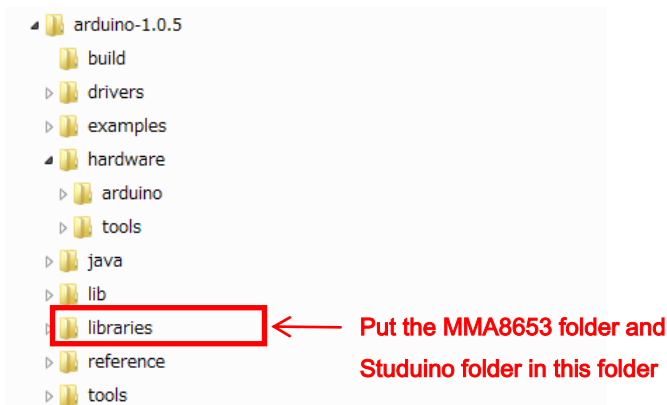 arduino-1.0.5
build
drivers
examples
hardware
arduino
tools
java
lib
libraries
Put the MMA8653 folder and
Studuino folder in this folder
reference
tools